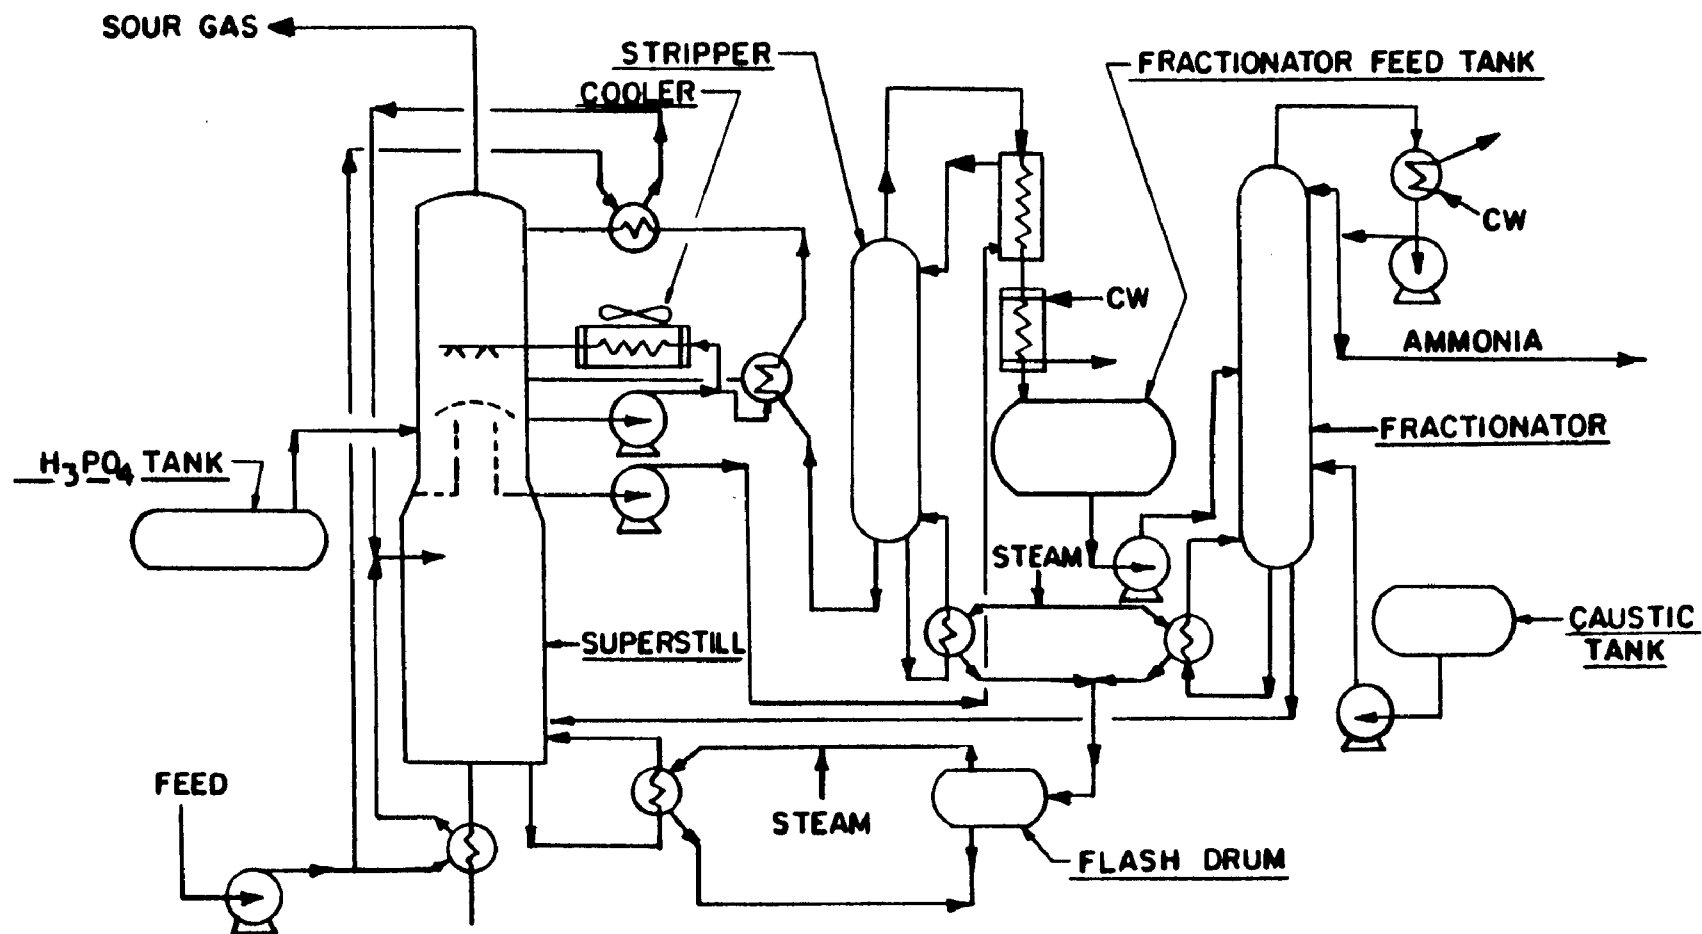 SOUR GAS
STRIPPER
FRACTIONATOR FEED TANK
COOLER
CW
CW
AMMONIA
FRACTIONATOR
H3PO4 TANK
STEAM
SUPERSTILL
CAUSTIC
TANK
FEED
STEAM
FLASH DRUM